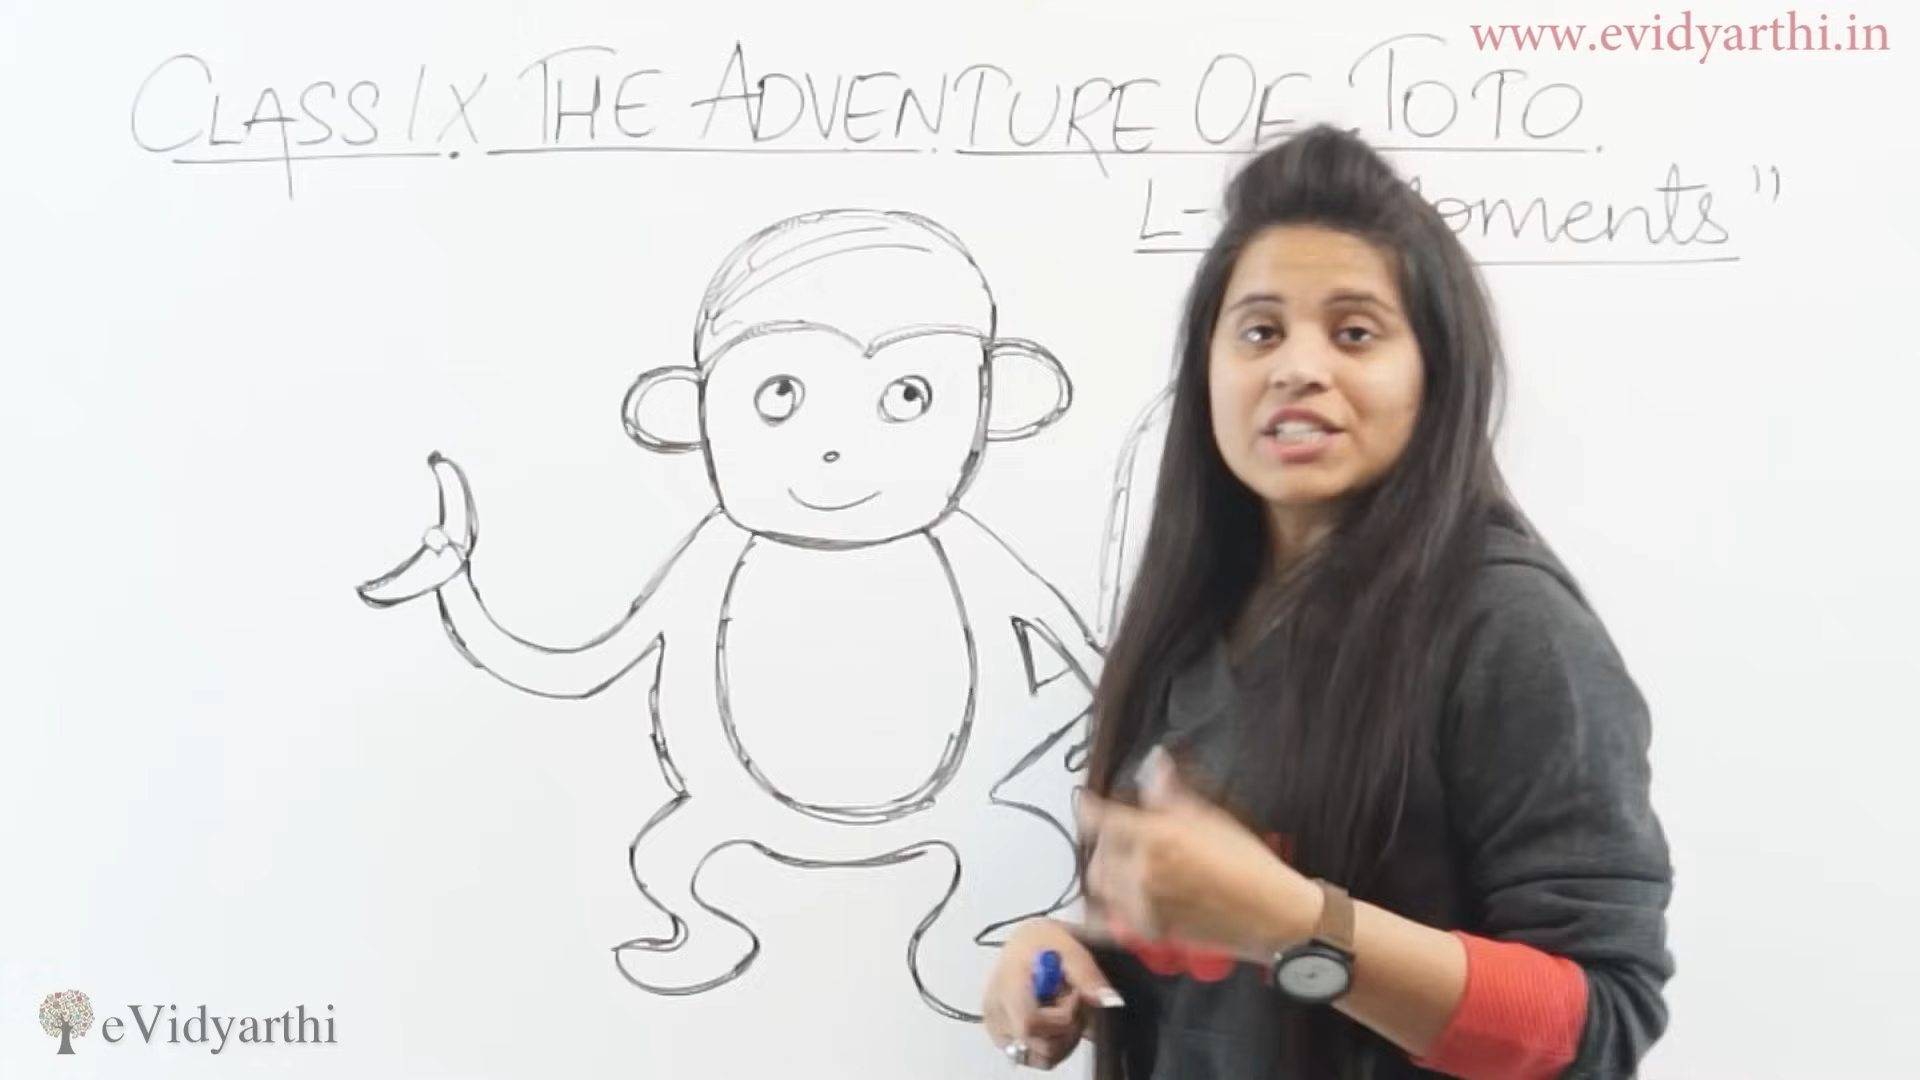 www.evidyarthi.in
CLASS IX THE ADVENTURE OF TOTO.
L- Moments"
eVidyarthi